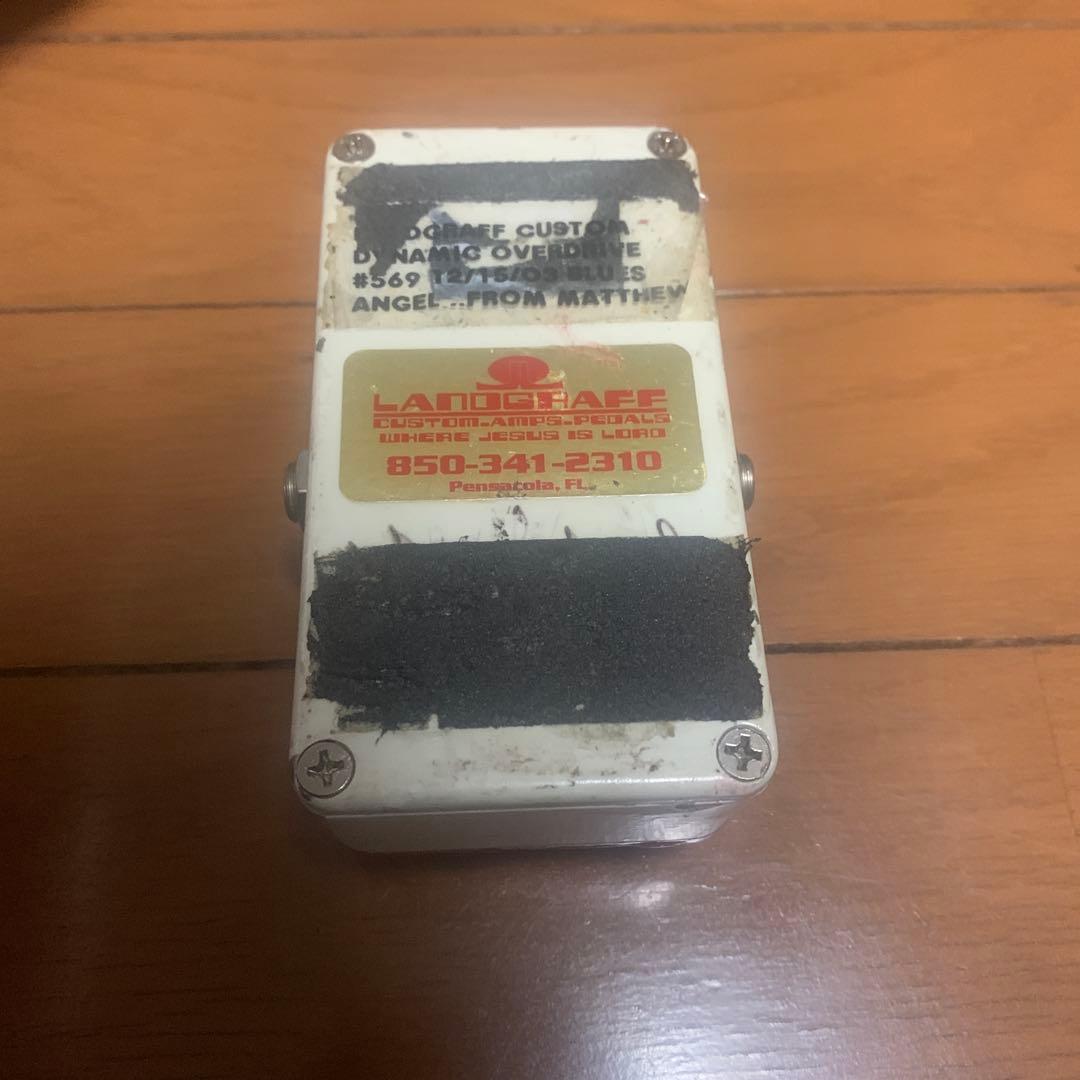 CUSTOM
DYNAMIC OVERDRIVE
#569 12/15/03 BLUES
ANGEL...FROM MATTHEW
LANDGRAFF
CUSTOM-AMPS-PEDALS
WHERE JESUS IS LORD
850-341-2310
Pensacola, FL.